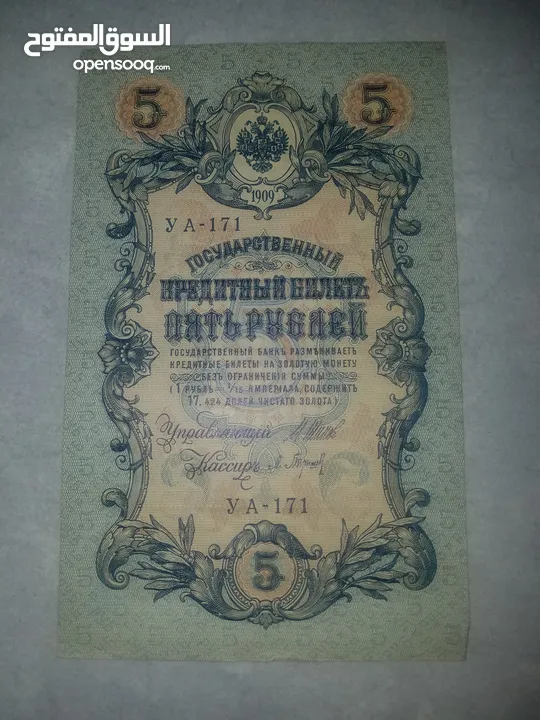 السوق المفتوح
opensooq.com
5 5
1909
УА-171
ГОСУДАРСТВЕННЫЙ
КРЕДИТНЫЙ БИЛЕТЪ
ПЯТЬ РУБЛЕЙ
ГОСУДАРСТВЕННЫЙ БАНКЪ РАЗМѢНИВАЕТЪ
КРЕДИТНЫЕ БИЛЕТЫ НА ЗОЛОТУЮ МОНЕТУ
БЕЗЪ ОГРАНИЧЕНІЯ СУММЫ
(1 РУБЛЬ = 1/15 ИМПЕРІАЛА, СОДЕРЖИТЪ
17,424 ДОЛЕЙ ЧИСТАГО ЗОЛОТА).
Управляющій
Кассиръ
УА-171
5